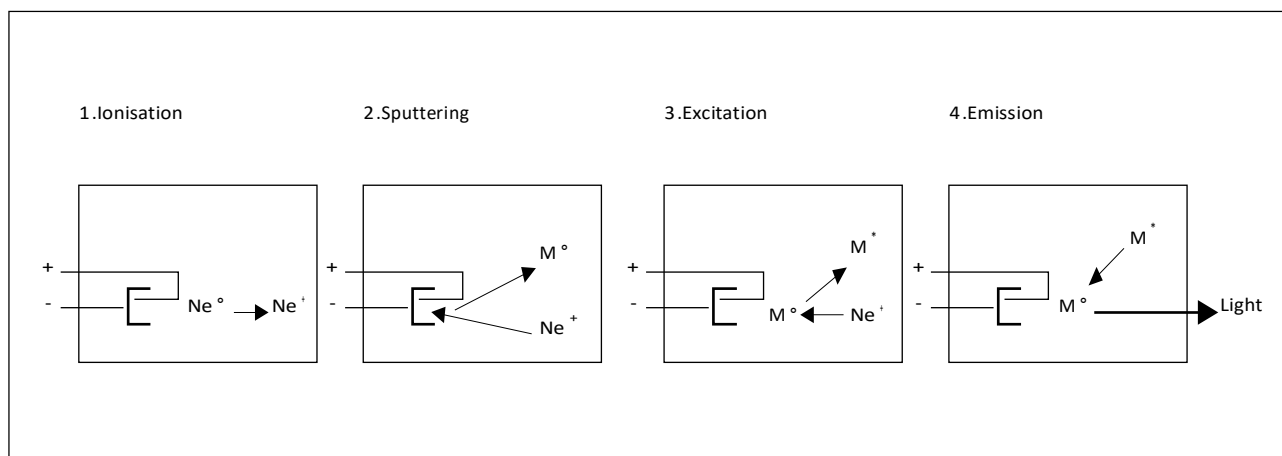 1.Ionisation
2.Sputtering
3.Excitation
4.Emission
+
-
Ne° Ne⁺
+
-
M°
Ne⁺
+
-
M*
M° Ne⁺
+
-
M*
M°
Light